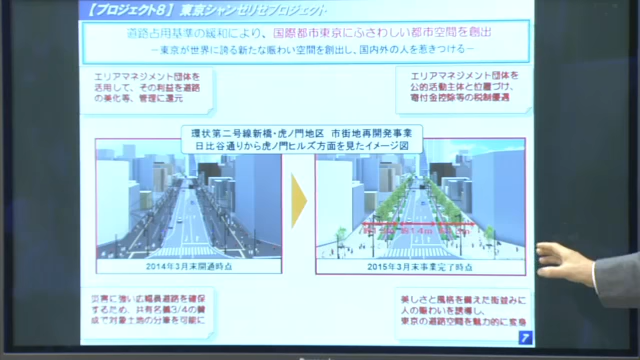 【プロジェクト8】 東京シャンゼリゼプロジェクト
道路占用基準の緩和により、国際都市東京にふさわしい都市空間を創出
－東京が世界に誇る新たな賑わい空間を創出し、国内外の人を惹きつける－
エリアマネジメント団体を
活用して、その利益を道路
の美化等、管理に還元
エリアマネジメント団体を
公的活動主体と位置づけ、
寄付金控除等の税制優遇
環状第二号線新橋・虎ノ門地区 市街地再開発事業
日比谷通りから虎ノ門ヒルズ方面を見たイメージ図
2014年3月末開通時点
2015年3月末事業完了時点
災害に強い広幅員道路を確保
するため、共有名義3/4の賛
成で対象土地の分筆を可能に
美しさと風格を備えた街並みに
人の賑わいを誘導し、
東京の道路空間を魅力的に変身
7